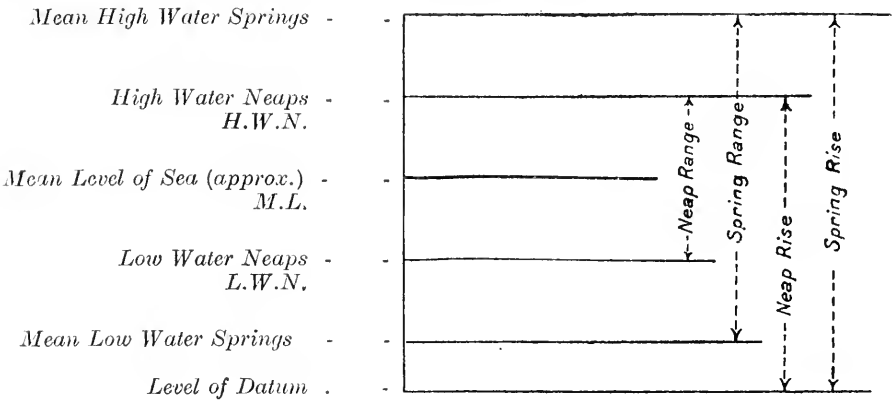 Mean High Water Springs - -
High Water Neaps - -
H.W.N.
Mean Level of Sea (approx.) - -
M.L.
Low Water Neaps - -
L.W.N.
Mean Low Water Springs - -
Level of Datum . -
Neap Range
Spring Range
Neap Rise
Spring Rise